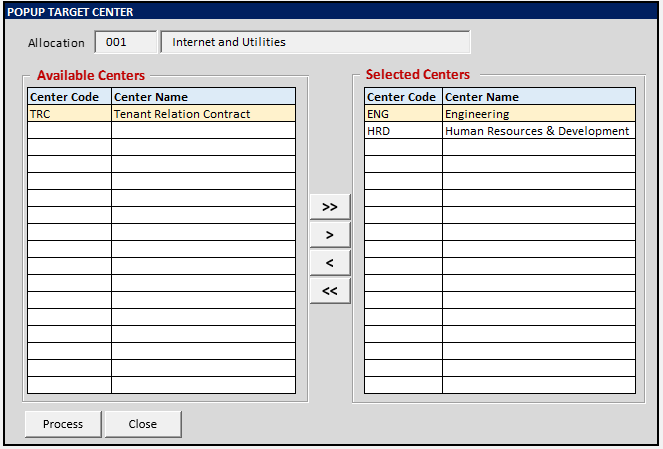 POPUP TARGET CENTER
Allocation 001 Internet and Utilities
Available Centers
Center Code Center Name
TRC Tenant Relation Contract
Selected Centers
Center Code Center Name
ENG Engineering
HRD Human Resources & Development
>>
>
<
<<
Process Close